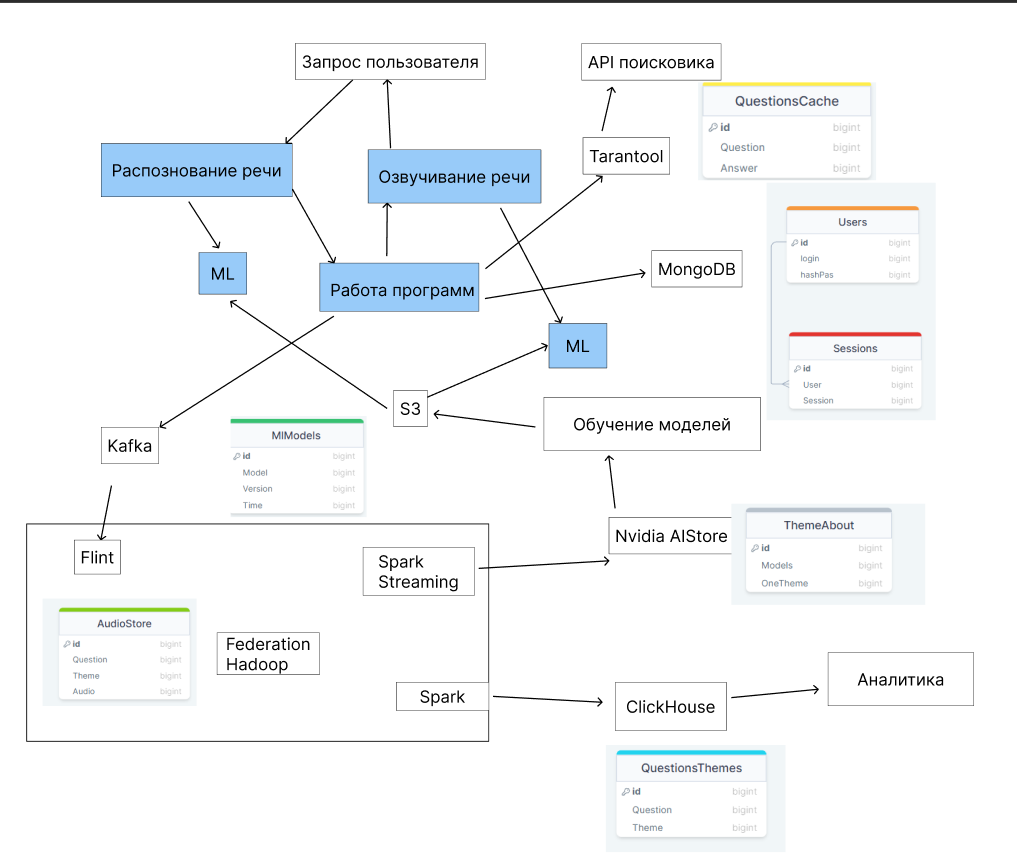 Запрос пользователя
API поисковика
QuestionsCache
id bigint
Question bigint
Answer bigint
Распознование речи
Озвучивание речи
Tarantool
Users
id bigint
login bigint
hashPas bigint
ML
Работа программ
MongoDB
ML
Sessions
id bigint
User bigint
Session bigint
S3
Обучение моделей
Kafka
MlModels
id bigint
Model bigint
Version bigint
Time bigint
Flint
Spark
Streaming
Nvidia AIStore
ThemeAbout
id bigint
Models bigint
OneTheme bigint
AudioStore
id bigint
Question bigint
Theme bigint
Audio bigint
Federation
Hadoop
Spark
ClickHouse
Аналитика
QuestionsThemes
id bigint
Question bigint
Theme bigint